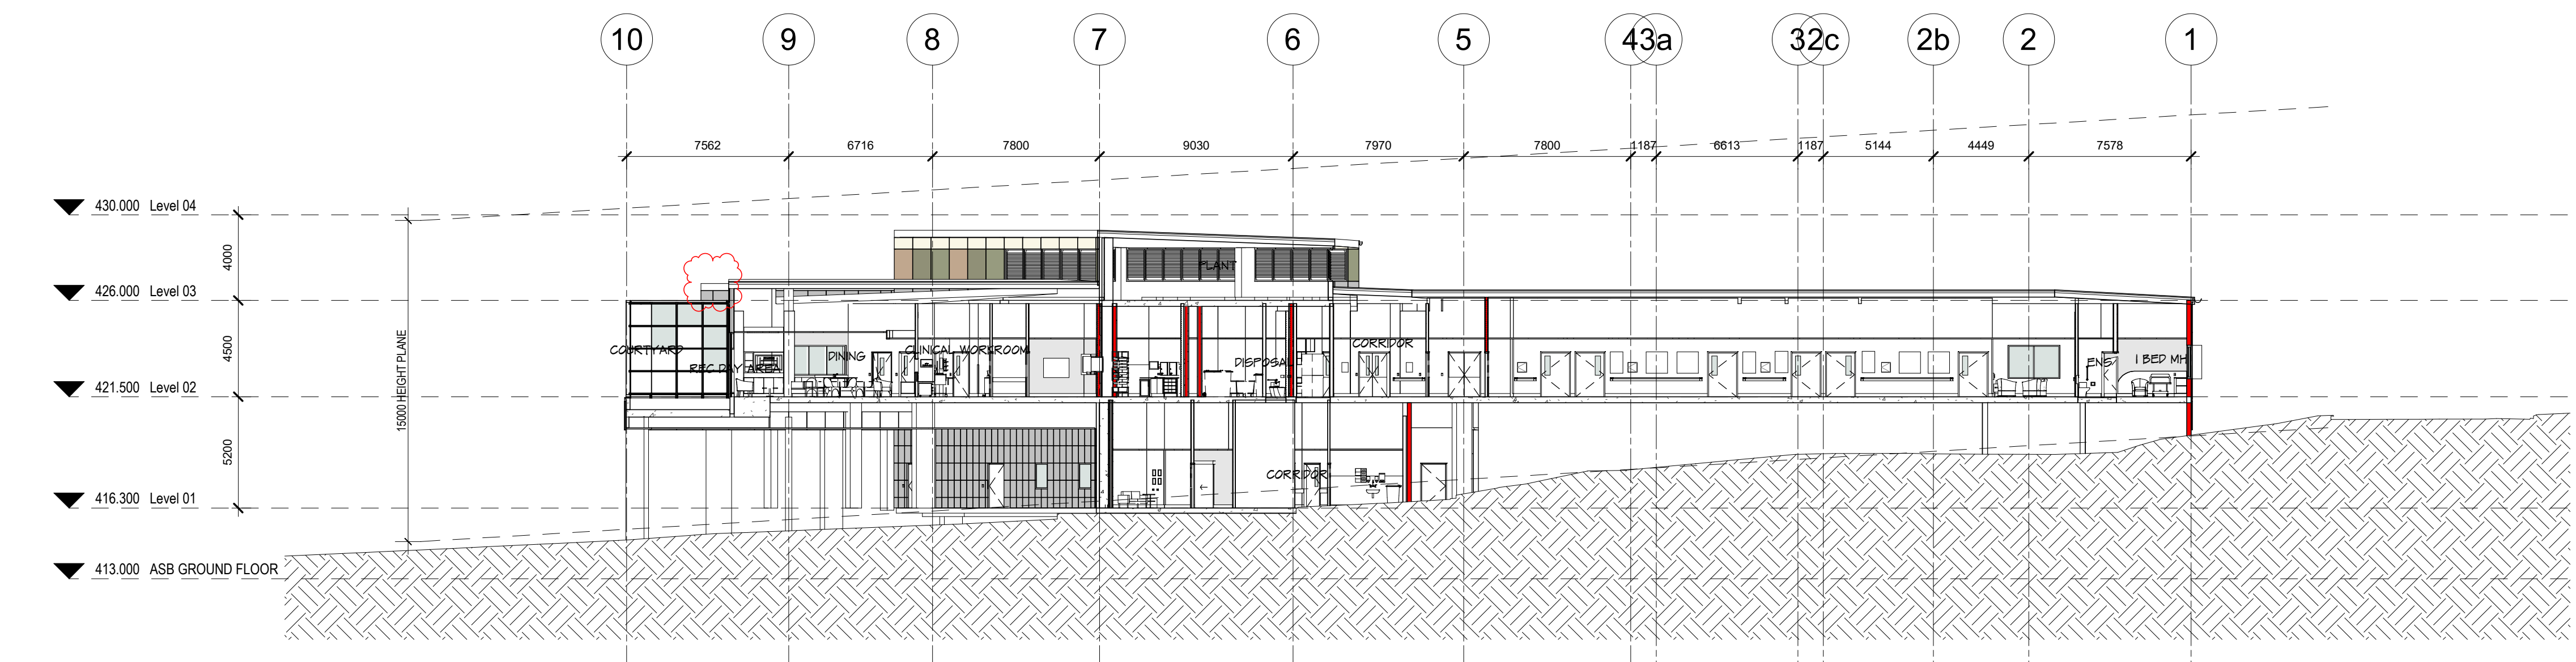 10 9 8 7 6 5 4 3a 3 2c 2b 2 1
7562 6716 7800 9030 7970 7800 1187 6613 1187 5144 4449 7578
430.000 Level 04
4000
426.000 Level 03
PLANT
4500
15000 HEIGHT PLANE
COURTYARD
REC DAY AREA
DINING
CLINICAL WORKROOM
DISPOSAL
CORRIDOR
ENS.
1 BED MH
421.500 Level 02
5200
CORRIDOR
416.300 Level 01
413.000 ASB GROUND FLOOR